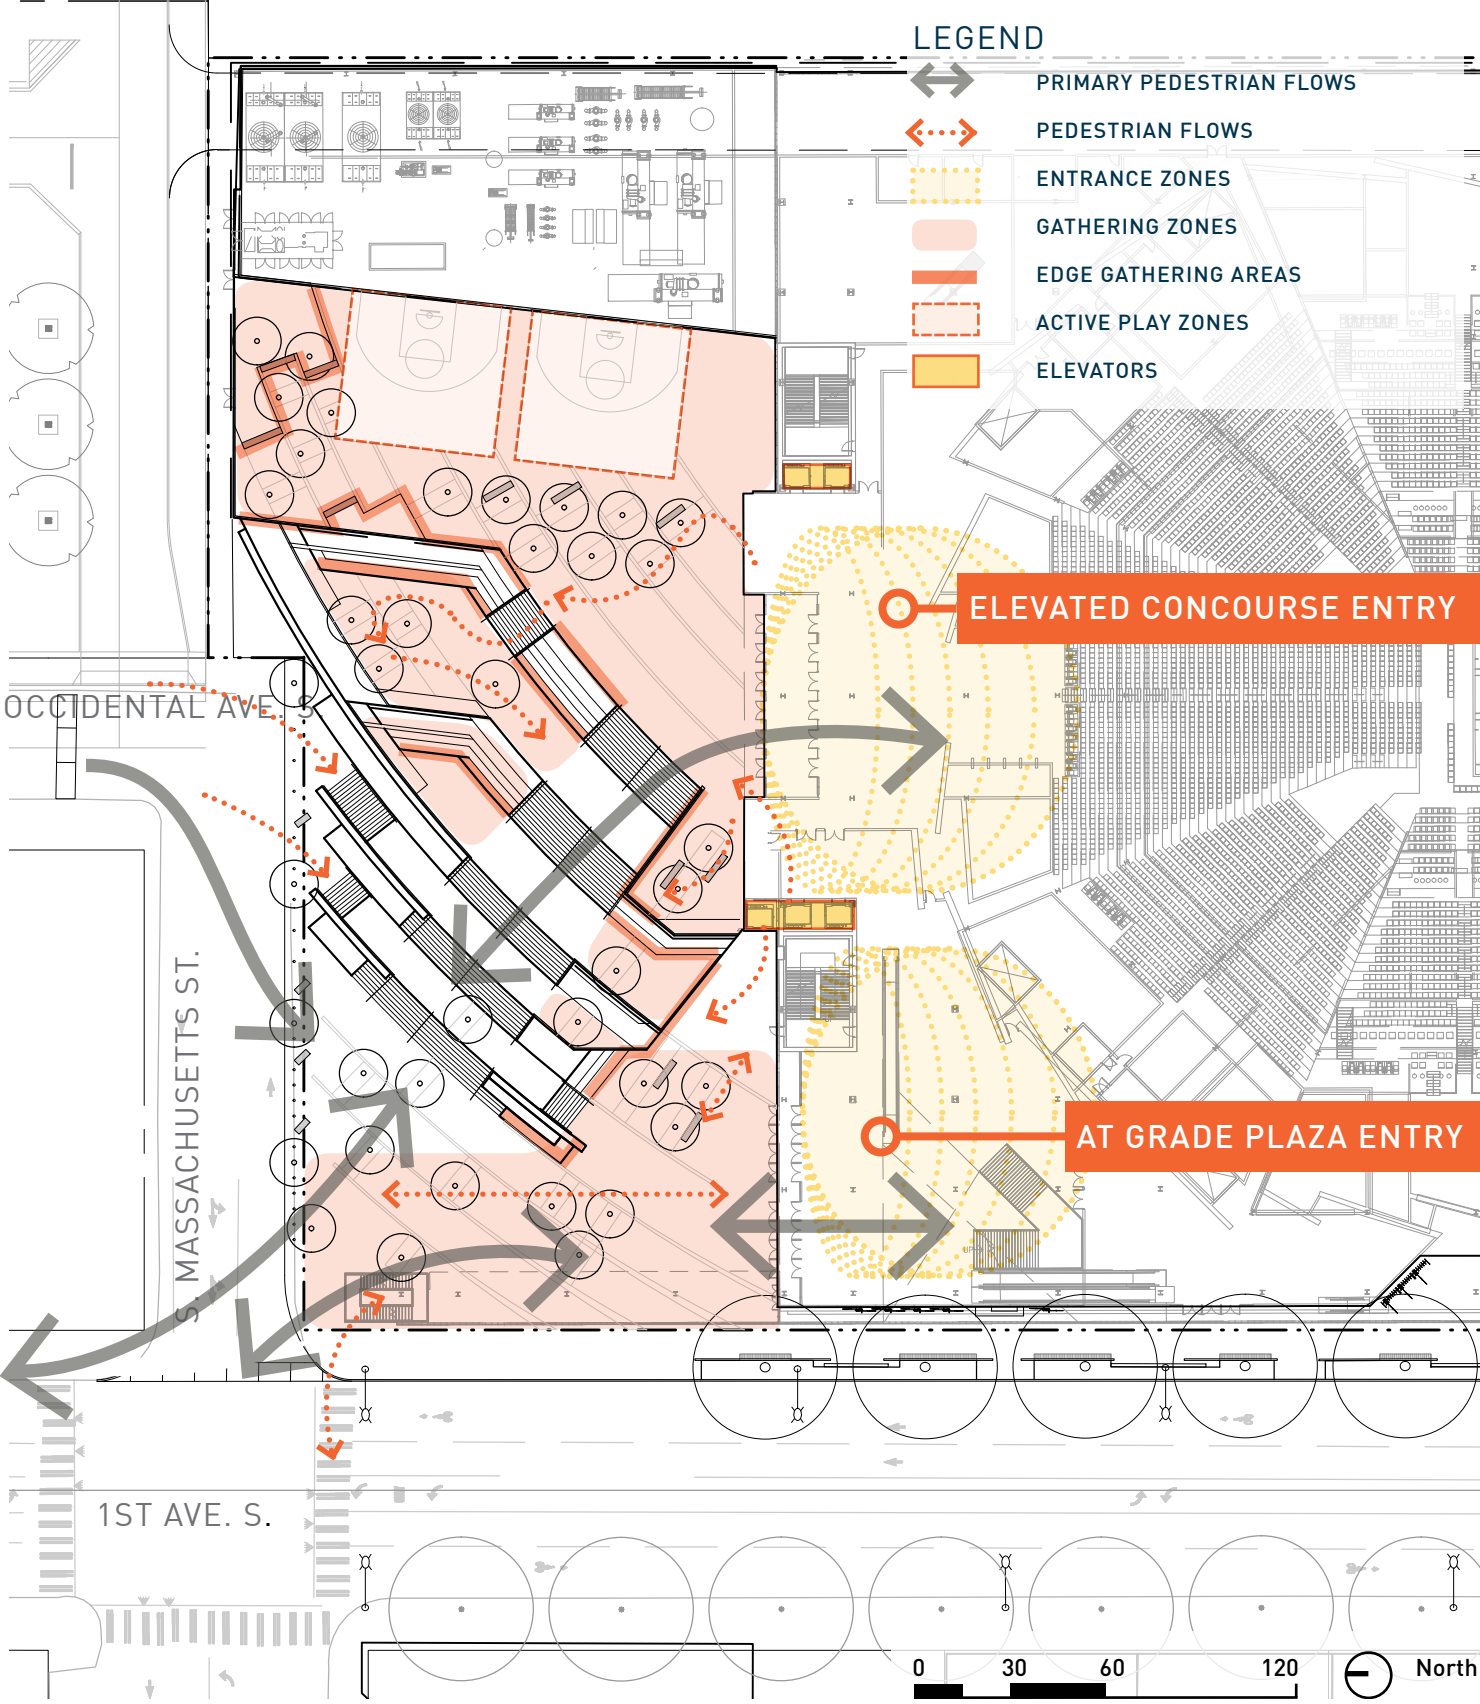 LEGEND
PRIMARY PEDESTRIAN FLOWS
PEDESTRIAN FLOWS
ENTRANCE ZONES
GATHERING ZONES
EDGE GATHERING AREAS
ACTIVE PLAY ZONES
ELEVATORS
ELEVATED CONCOURSE ENTRY
OCCIDENTAL AVE. S
S. MASSACHUSETTS ST.
AT GRADE PLAZA ENTRY
UP
1ST AVE. S.
0 30 60 120 North